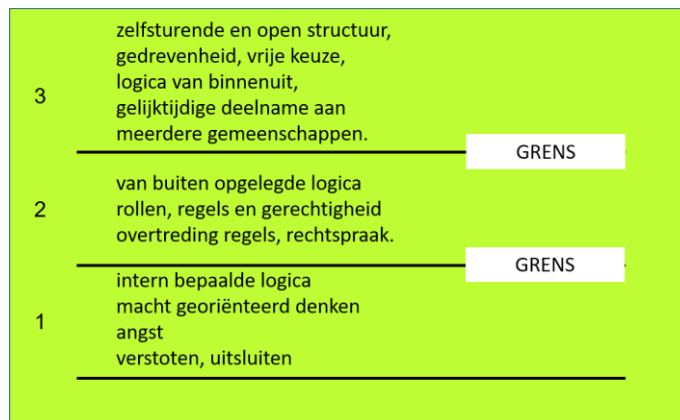 zelfsturende en open structuur,
gedrevenheid, vrije keuze,
3
logica van binnenuit,
gelijktijdige deelname aan
meerdere gemeenschappen.
GRENS
van buiten opgelegde logica
2
rollen, regels en gerechtigheid
overtreding regels, rechtspraak.
GRENS
intern bepaalde logica
macht georiënteerd denken
1
angst
verstoten, uitsluiten